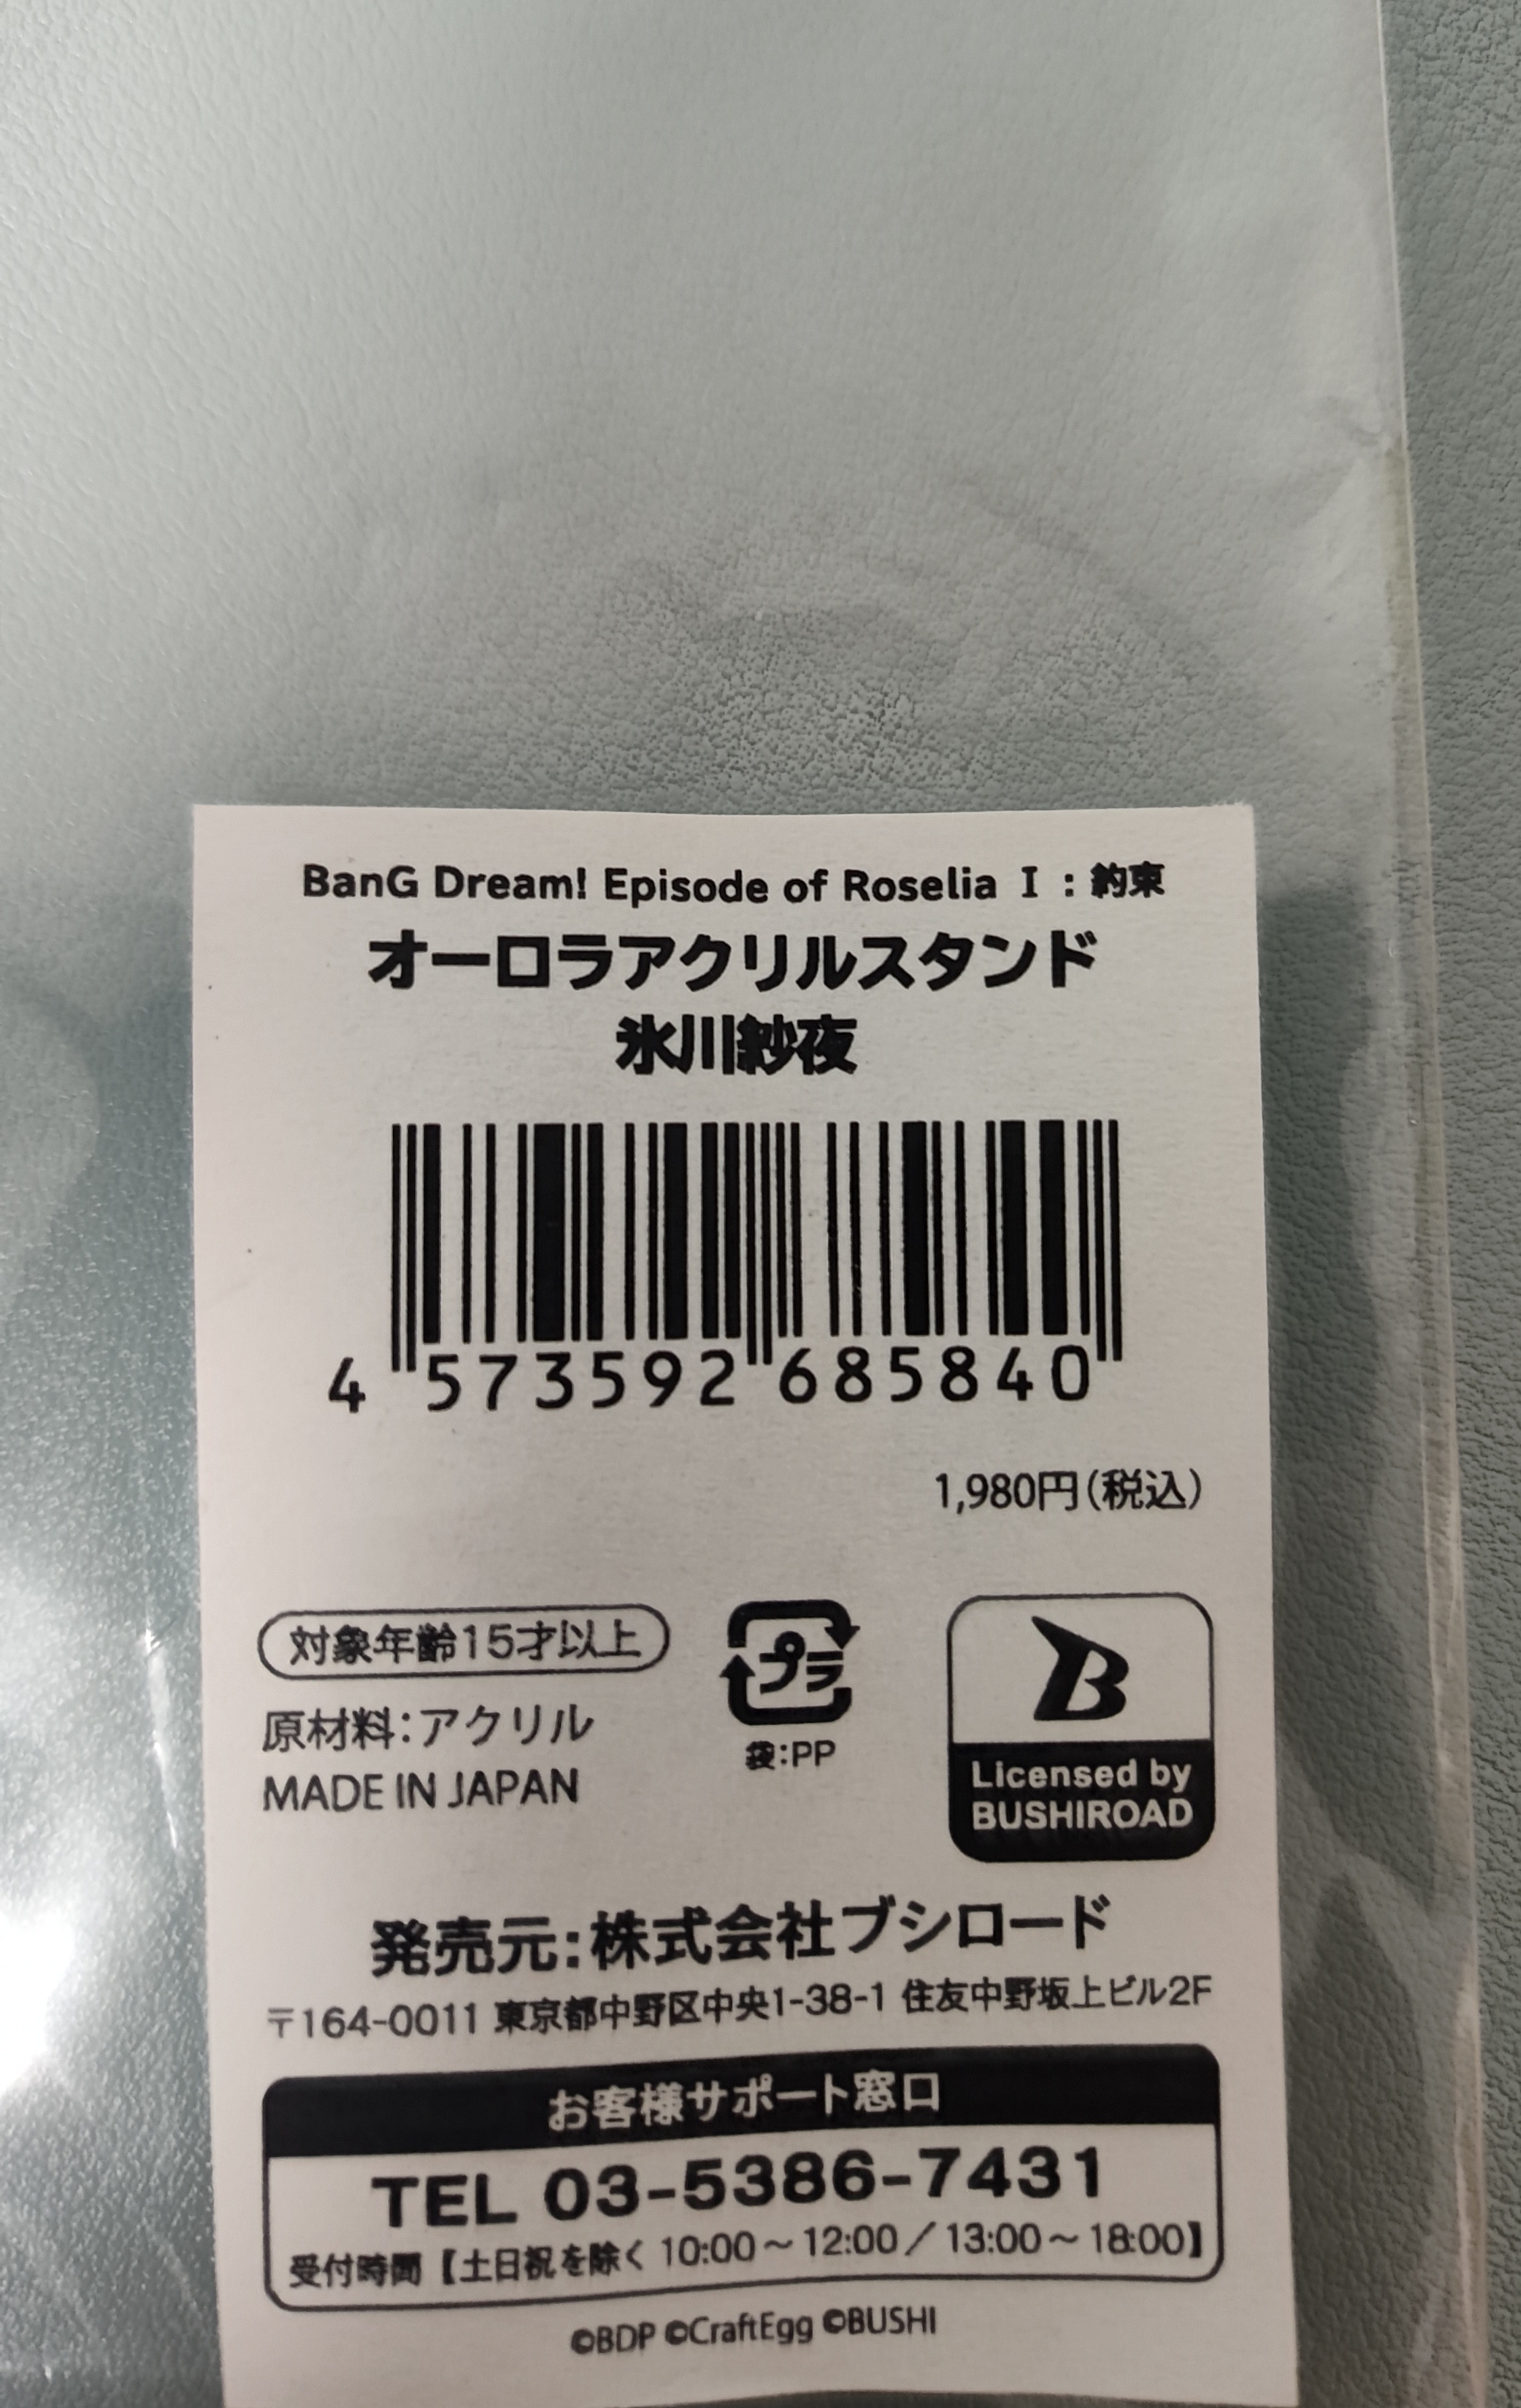 BanG Dream! Episode of Roselia Ⅰ：約束
オーロラアクリルスタンド
氷川紗夜
4 573592 685840
1,980円(税込)
対象年齢15才以上
原材料：アクリル
MADE IN JAPAN
プラ
袋：PP
B
Licensed by
BUSHIROAD
発売元：株式会社ブシロード
〒164-0011 東京都中野区中央1-38-1 住友中野坂上ビル2F
お客様サポート窓口
TEL 03-5386-7431
受付時間【土日祝を除く 10:00～12:00／13:00～18:00】
©BDP ©CraftEgg ©BUSHI